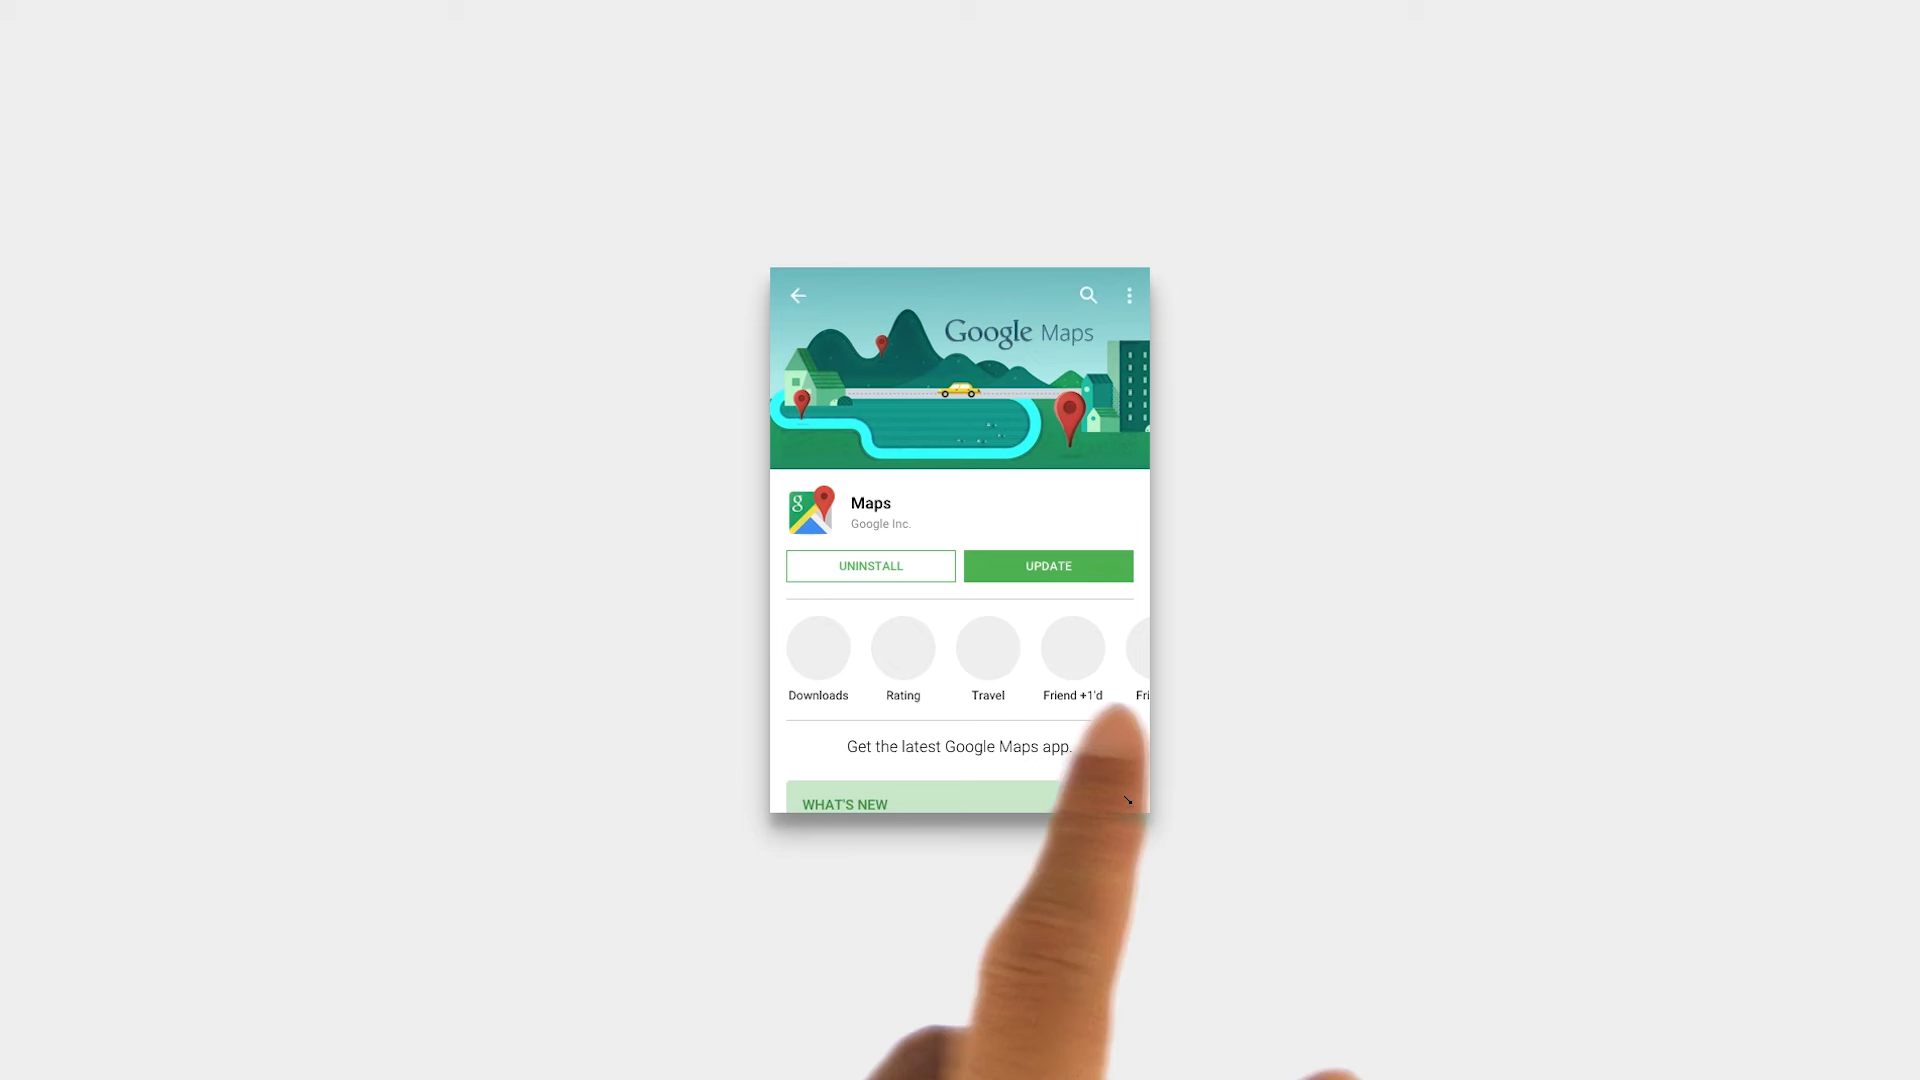 Google Maps
g
Maps
Google Inc.
UNINSTALL
UPDATE
Downloads
Rating
Travel
Friend +1'd
Get the latest Google Maps app.
WHAT'S NEW